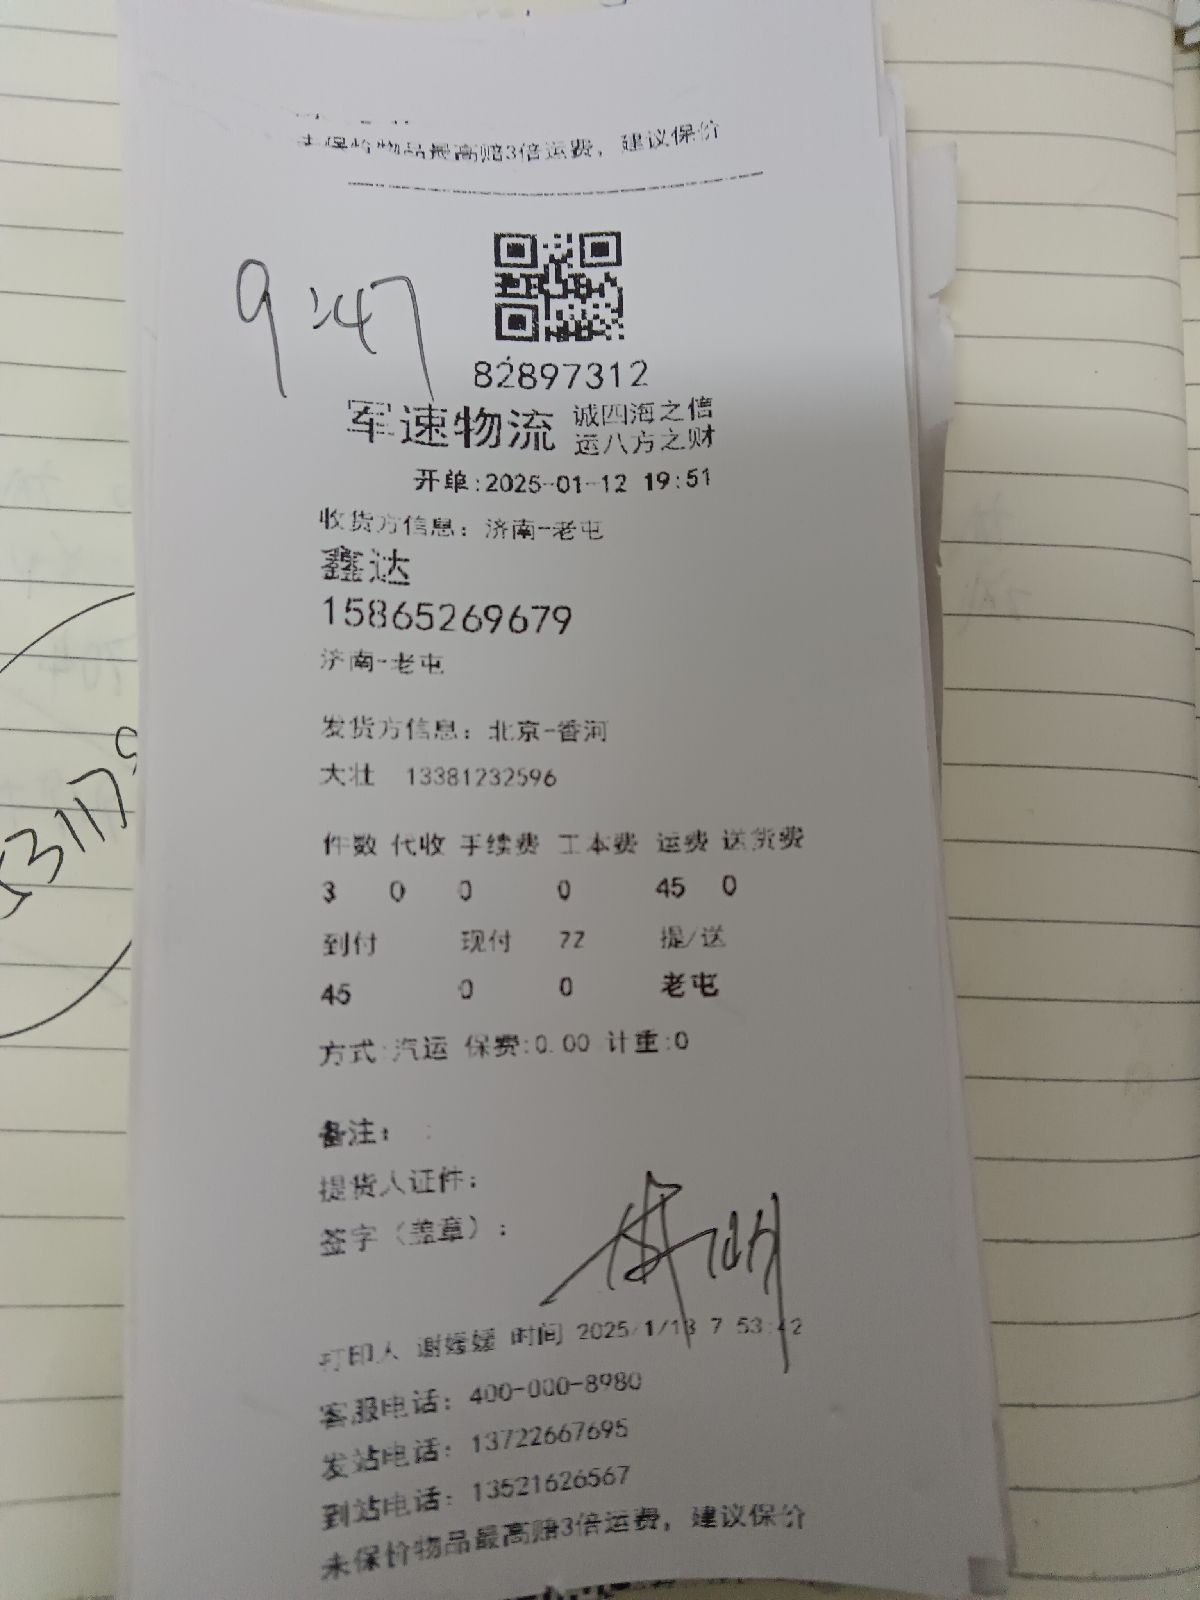 未保价物品最高赔3倍运费，建议保价
9:47
82897312
军速物流 诚四海之信
运八方之财
开单:2025-01-12 19:51
收货方信息：济南-老屯
鑫达
15865269679
济南-老屯
发货方信息：北京-香河
大壮 13381232596
件数 代收 手续费 工本费 运费 送货费
3 0 0 0 45 0
到付 现付 ZZ 提/送
45 0 0 老屯
方式:汽运 保费:0.00 计重:0
备注：
提货人证件：
签字（盖章）：
打印人 谢媛媛 时间 2025/1/13 7:53:42
客服电话：400-000-8980
发站电话：13722667695
到站电话：13521626567
未保价物品最高赔3倍运费，建议保价
53117